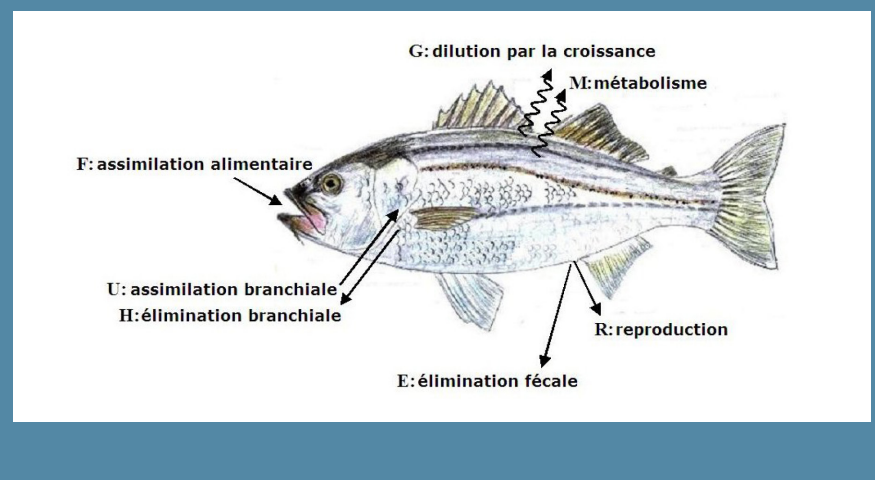 G: dilution par la croissance
M: métabolisme
F: assimilation alimentaire
U: assimilation branchiale
H: élimination branchiale
R: reproduction
E: élimination fécale